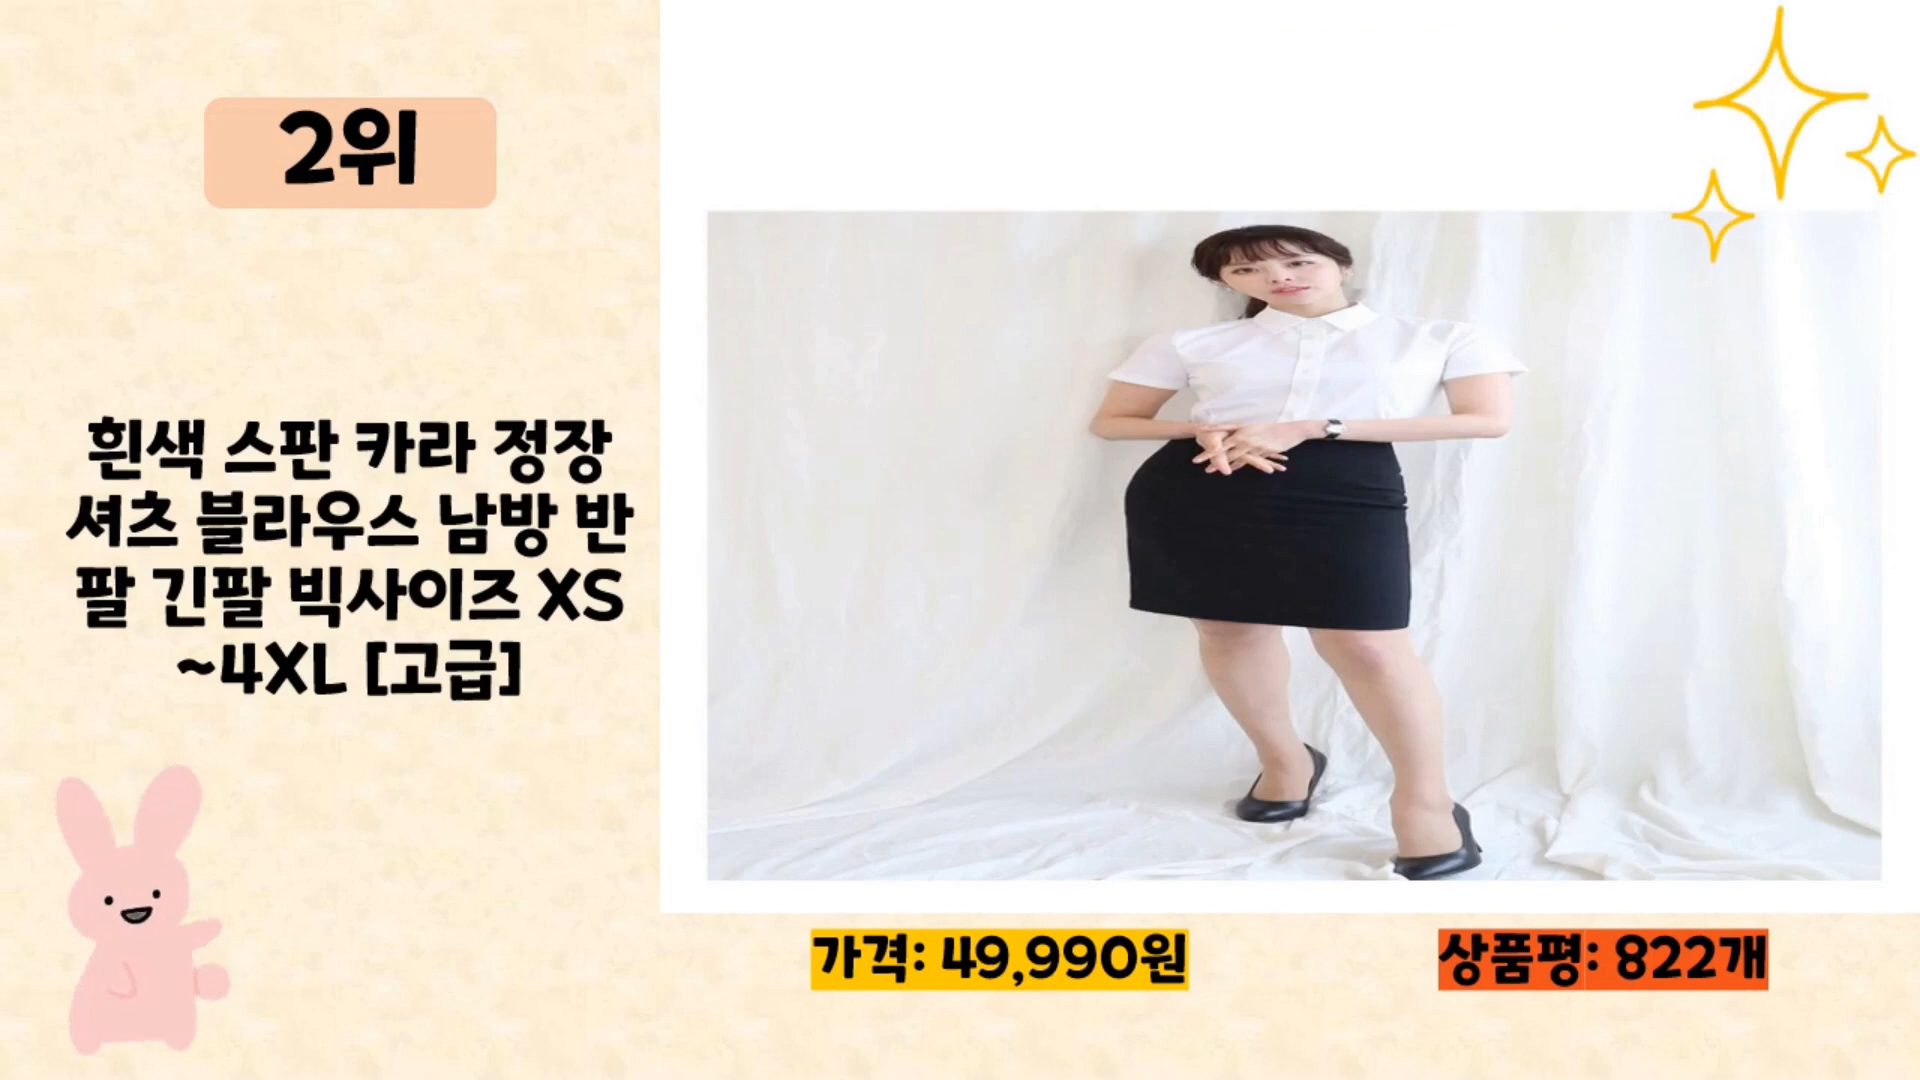 2위
흰색 스판 카라 정장
셔츠 블라우스 남방 반
팔 긴팔 빅사이즈 XS
~4XL [고급]
가격: 49,990원
상품평: 822개